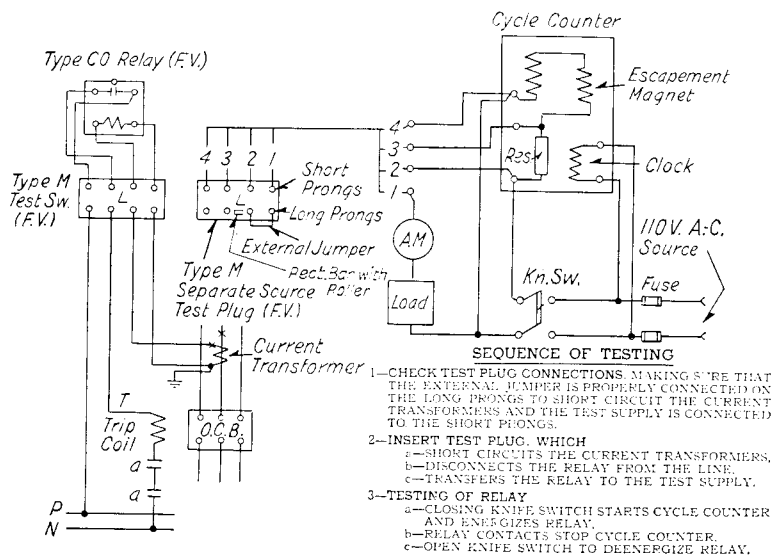 Cycle Counter
Type CO Relay (F.V.)
Escapement
Magnet
4
3
2
1
4 3 2 1
Res
Clock
Short
Prongs
Type M
Test Sw.
(F.V.)
L
L
Long Prongs
AM
110V. A-C.
Source
External Jumper
Rect. Bar with
Roller
Type M
Separate Source
Test Plug (F.V.)
Kn. Sw.
Fuse
Load
Current
Transformer
T
Trip
Coil
O.C.B.
a
a
P
N
SEQUENCE OF TESTING
1—CHECK TEST PLUG CONNECTIONS, MAKING SURE THAT
THE EXTERNAL JUMPER IS PROPERLY CONNECTED ON
THE LONG PRONGS TO SHORT CIRCUIT THE CURRENT
TRANSFORMERS AND THE TEST SUPPLY IS CONNECTED
TO THE SHORT PRONGS.
2—INSERT TEST PLUG, WHICH
a—SHORT CIRCUITS THE CURRENT TRANSFORMERS,
b—DISCONNECTS THE RELAY FROM THE LINE,
c—TRANSFERS THE RELAY TO THE TEST SUPPLY.
3—TESTING OF RELAY
a—CLOSING KNIFE SWITCH STARTS CYCLE COUNTER
AND ENERGIZES RELAY.
b—RELAY CONTACTS STOP CYCLE COUNTER.
c—OPEN KNIFE SWITCH TO DEENERGIZE RELAY.